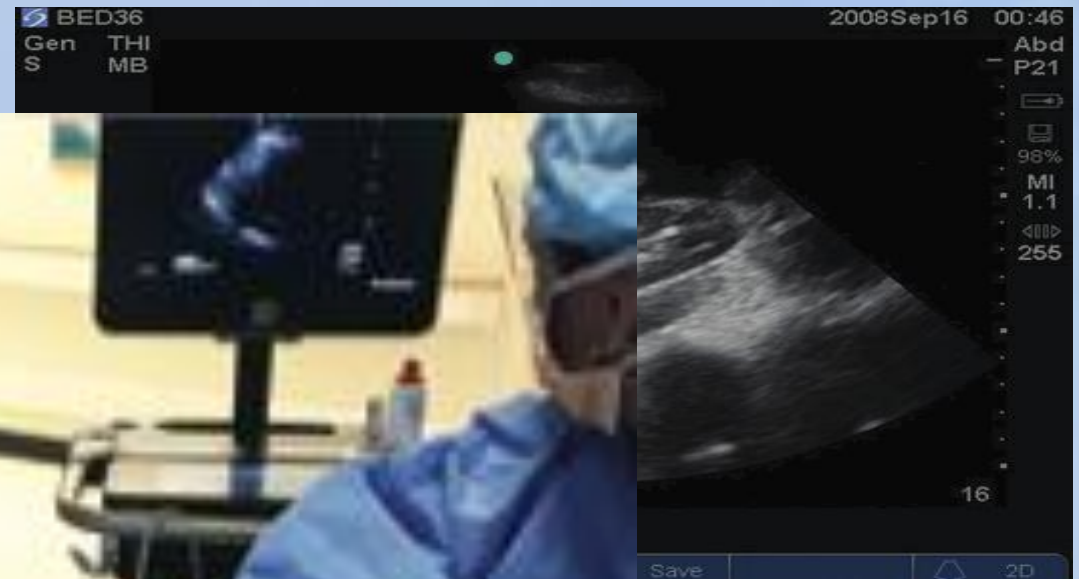 BED36 2008Sep16 00:46
Gen THI Abd
S MB P21
98%
MI
1.1
255
16
Save 2D